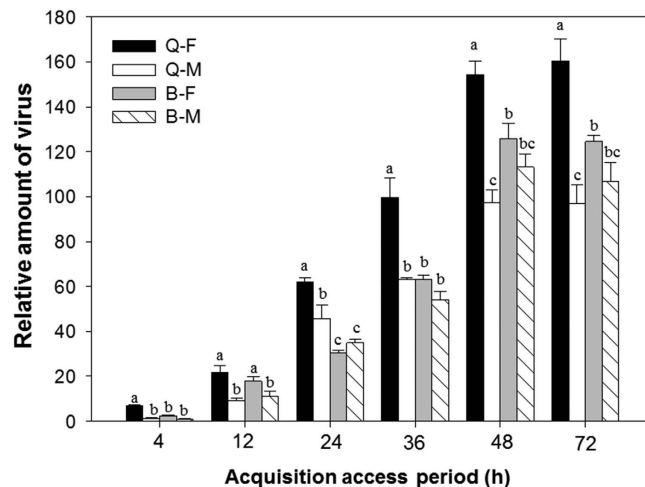 180
160
140
120
100
80
60
40
20
0
Relative amount of virus
Q-F
Q-M
B-F
B-M
a b b b
a b a b
a b c c
a b b b
a c b bc
a c b bc
4 12 24 36 48 72
Acquisition access period (h)